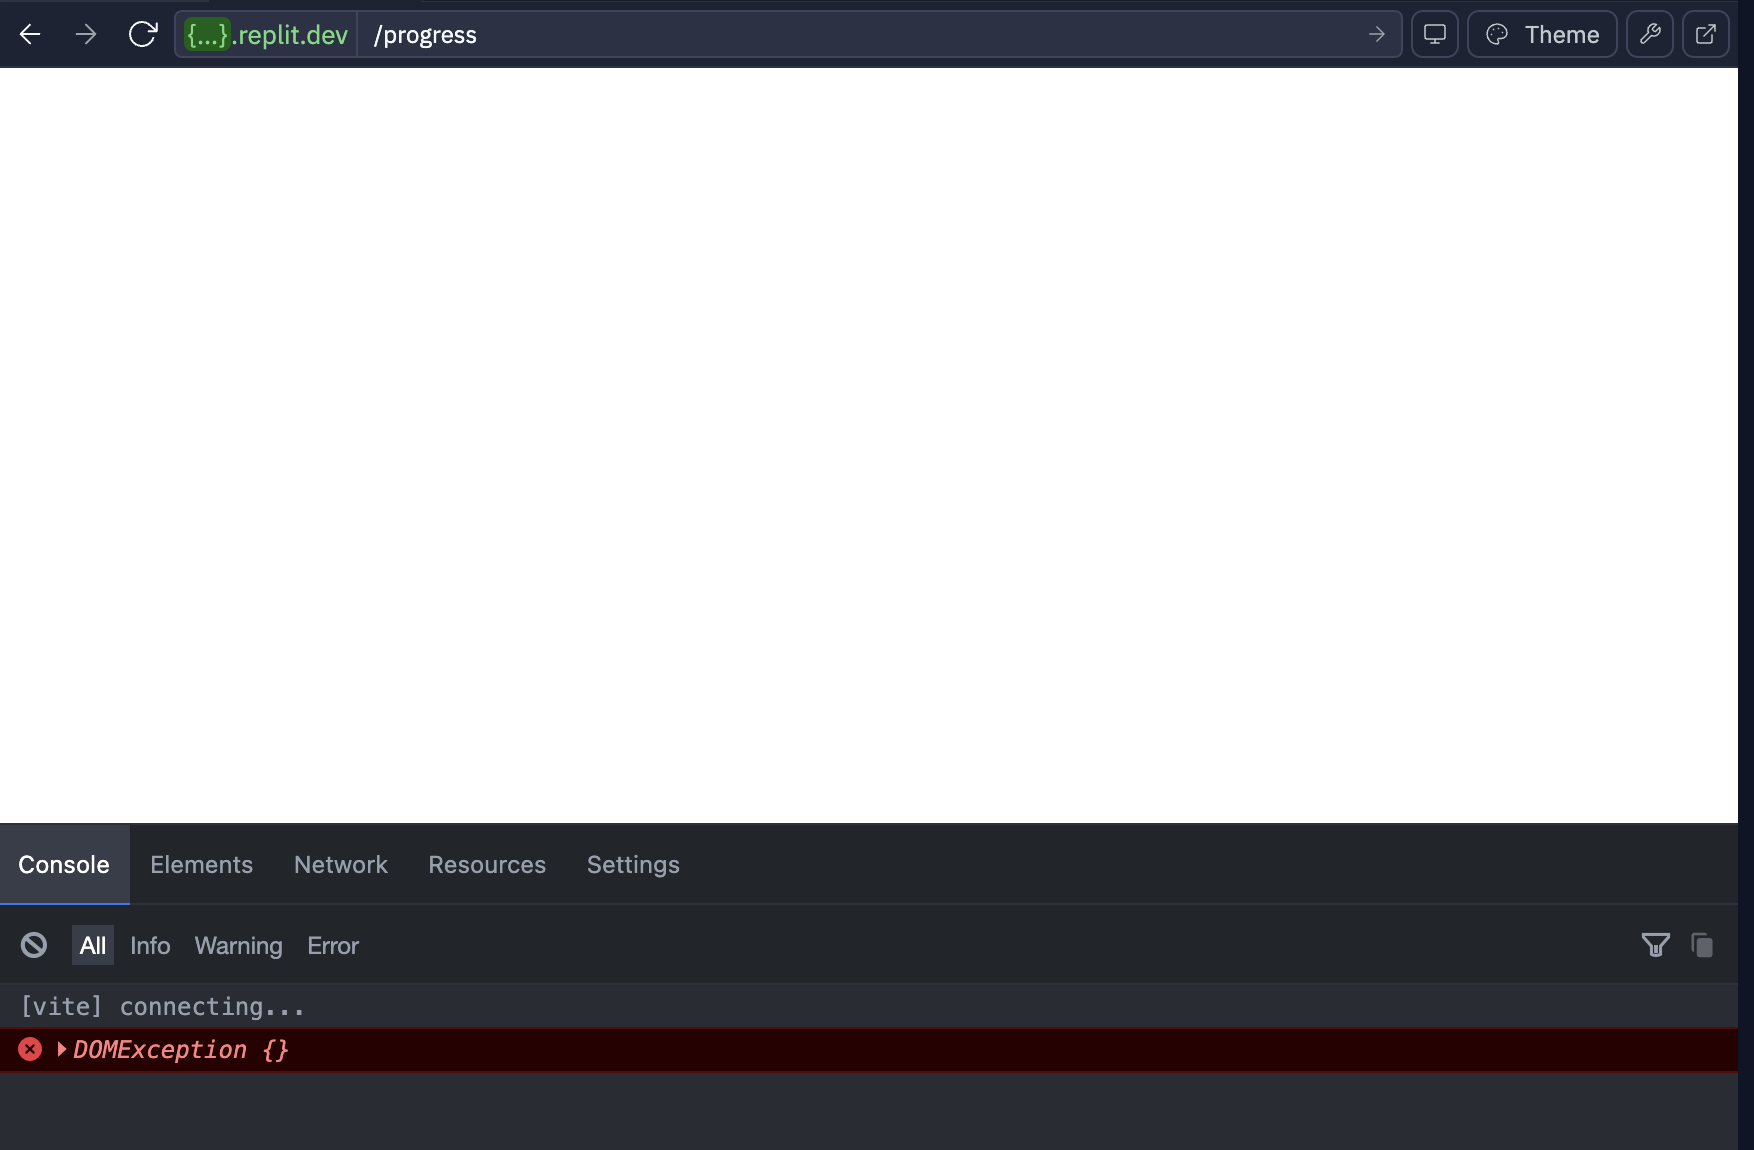 {...}.replit.dev /progress Theme
Console Elements Network Resources Settings
All Info Warning Error
[vite] connecting...
DOMException {}